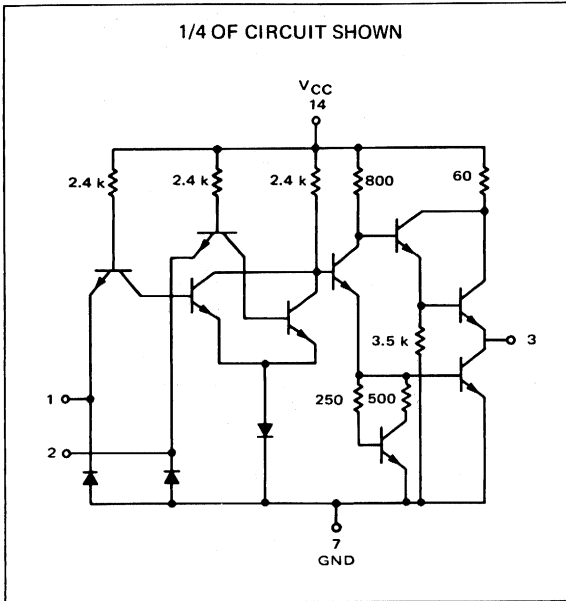 1/4 OF CIRCUIT SHOWN
VCC
14
2.4 k
2.4 k
2.4 k
800
60
3.5 k
3
1
250
500
2
7
GND